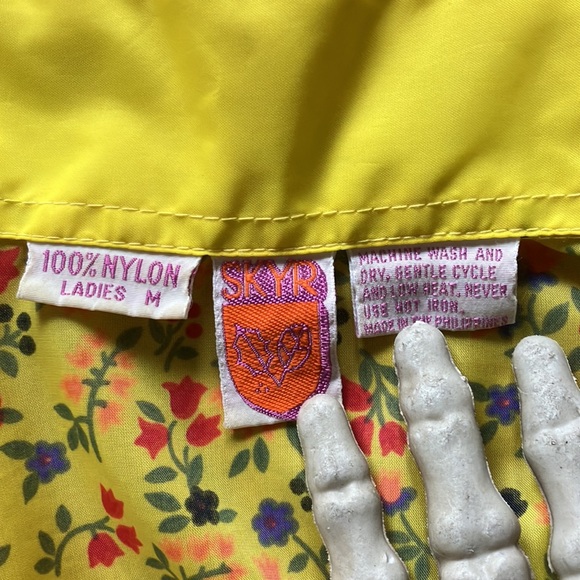 100% NYLON
LADIES M
SKYR
MACHINE WASH AND
DRY, GENTLE CYCLE
AND LOW HEAT. NEVER
USE HOT IRON.
MADE IN THE PHILIPPINES